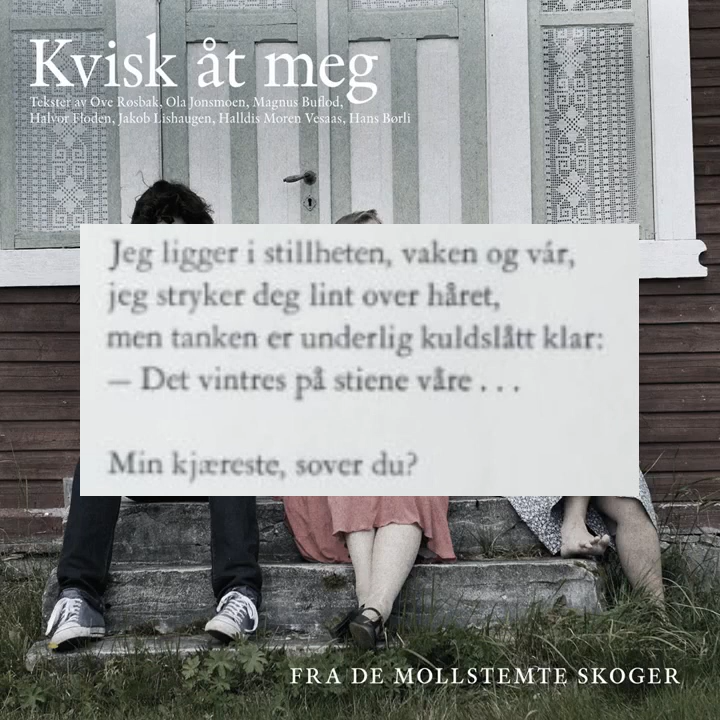 Kvisk åt meg
Tekster av Ove Røsbak, Ola Jonsmoen, Magnus Buflod,
Halvor Floden, Jakob Lishaugen, Halldis Moren Vesaas, Hans Børli
Jeg ligger i stillheten, vaken og vár,
jeg stryker deg lint over håret,
men tanken er underlig kuldslått klar:
— Det vintres på stiene våre . . .
Min kjæreste, sover du?
FRA DE MOLLSTEMTE SKOGER